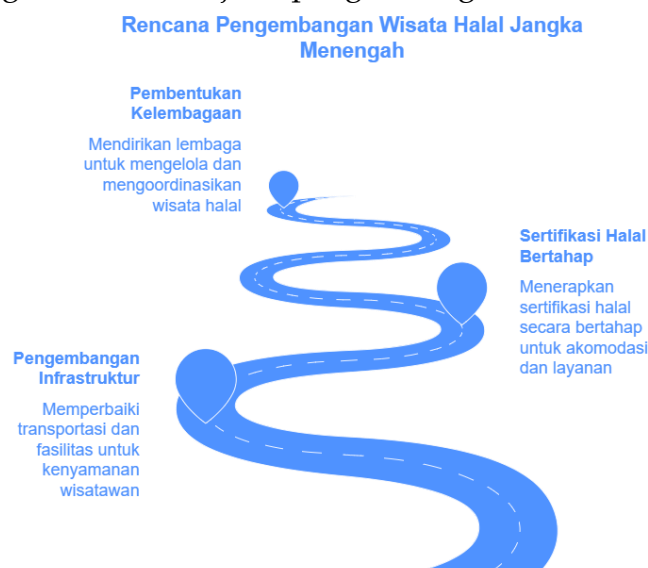 Rencana Pengembangan Wisata Halal Jangka
Menengah
Pembentukan
Kelembagaan
Mendirikan lembaga
untuk mengelola dan
mengoordinasikan
wisata halal
Sertifikasi Halal
Bertahap
Menerapkan
sertifikasi halal
secara bertahap
untuk akomodasi
dan layanan
Pengembangan
Infrastruktur
Memperbaiki
transportasi dan
fasilitas untuk
kenyamanan
wisatawan